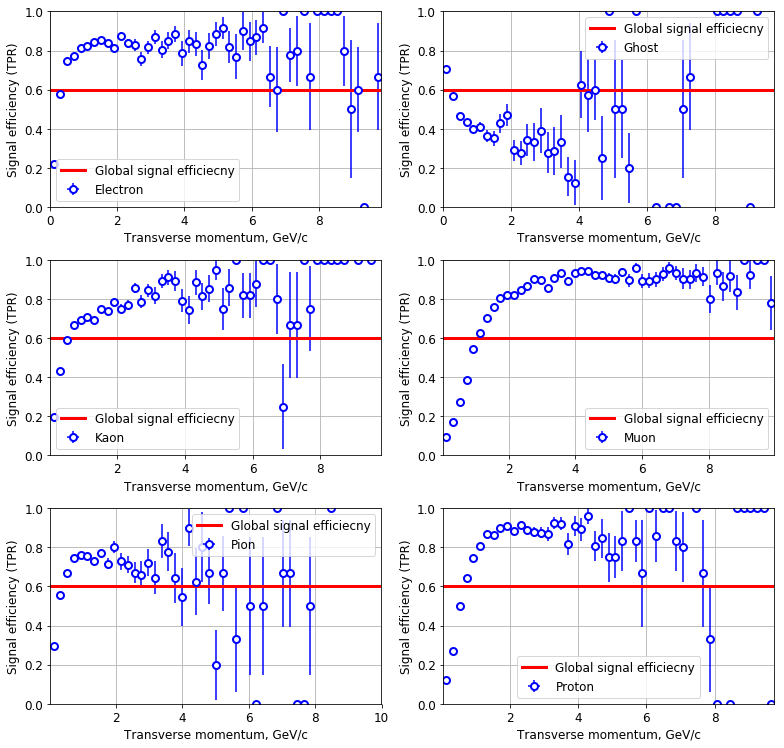 1.0
0.8
0.6
0.4
0.2
0.0
Signal efficiency (TPR)
Global signal efficiecny
Electron
0 2 4 6 8
Transverse momentum, GeV/c
1.0
0.8
0.6
0.4
0.2
0.0
Signal efficiency (TPR)
Global signal efficiecny
Ghost
0 2 4 6 8
Transverse momentum, GeV/c
1.0
0.8
0.6
0.4
0.2
0.0
Signal efficiency (TPR)
Global signal efficiecny
Kaon
2 4 6 8
Transverse momentum, GeV/c
1.0
0.8
0.6
0.4
0.2
0.0
Signal efficiency (TPR)
Global signal efficiecny
Muon
2 4 6 8
Transverse momentum, GeV/c
1.0
0.8
0.6
0.4
0.2
0.0
Signal efficiency (TPR)
Global signal efficiecny
Pion
2 4 6 8 10
Transverse momentum, GeV/c
1.0
0.8
0.6
0.4
0.2
0.0
Signal efficiency (TPR)
Global signal efficiecny
Proton
2 4 6 8
Transverse momentum, GeV/c